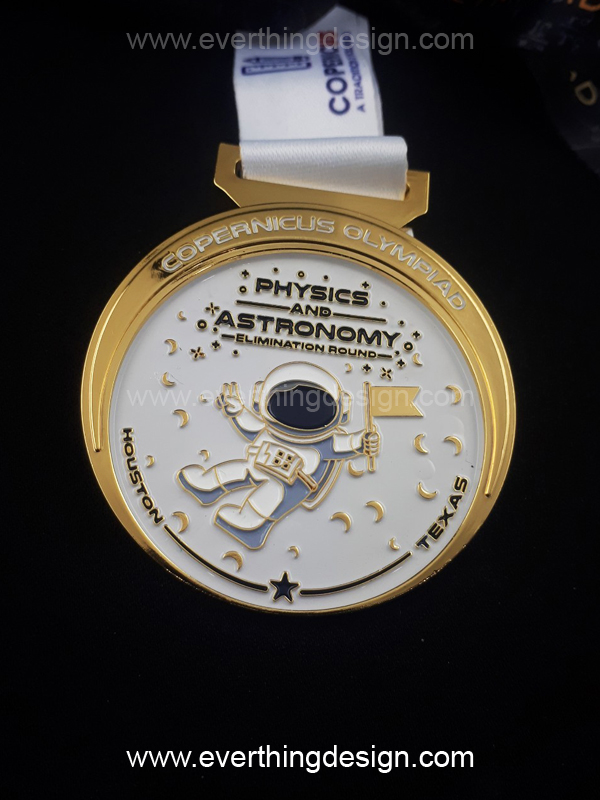 www.everthingdesign.com
COPERNICUS OLYMPIAD
PHYSICS
AND
ASTRONOMY
ELIMINATION ROUND
www.everthingdesign.com
HOUSTON
TEXAS
www.everthingdesign.com